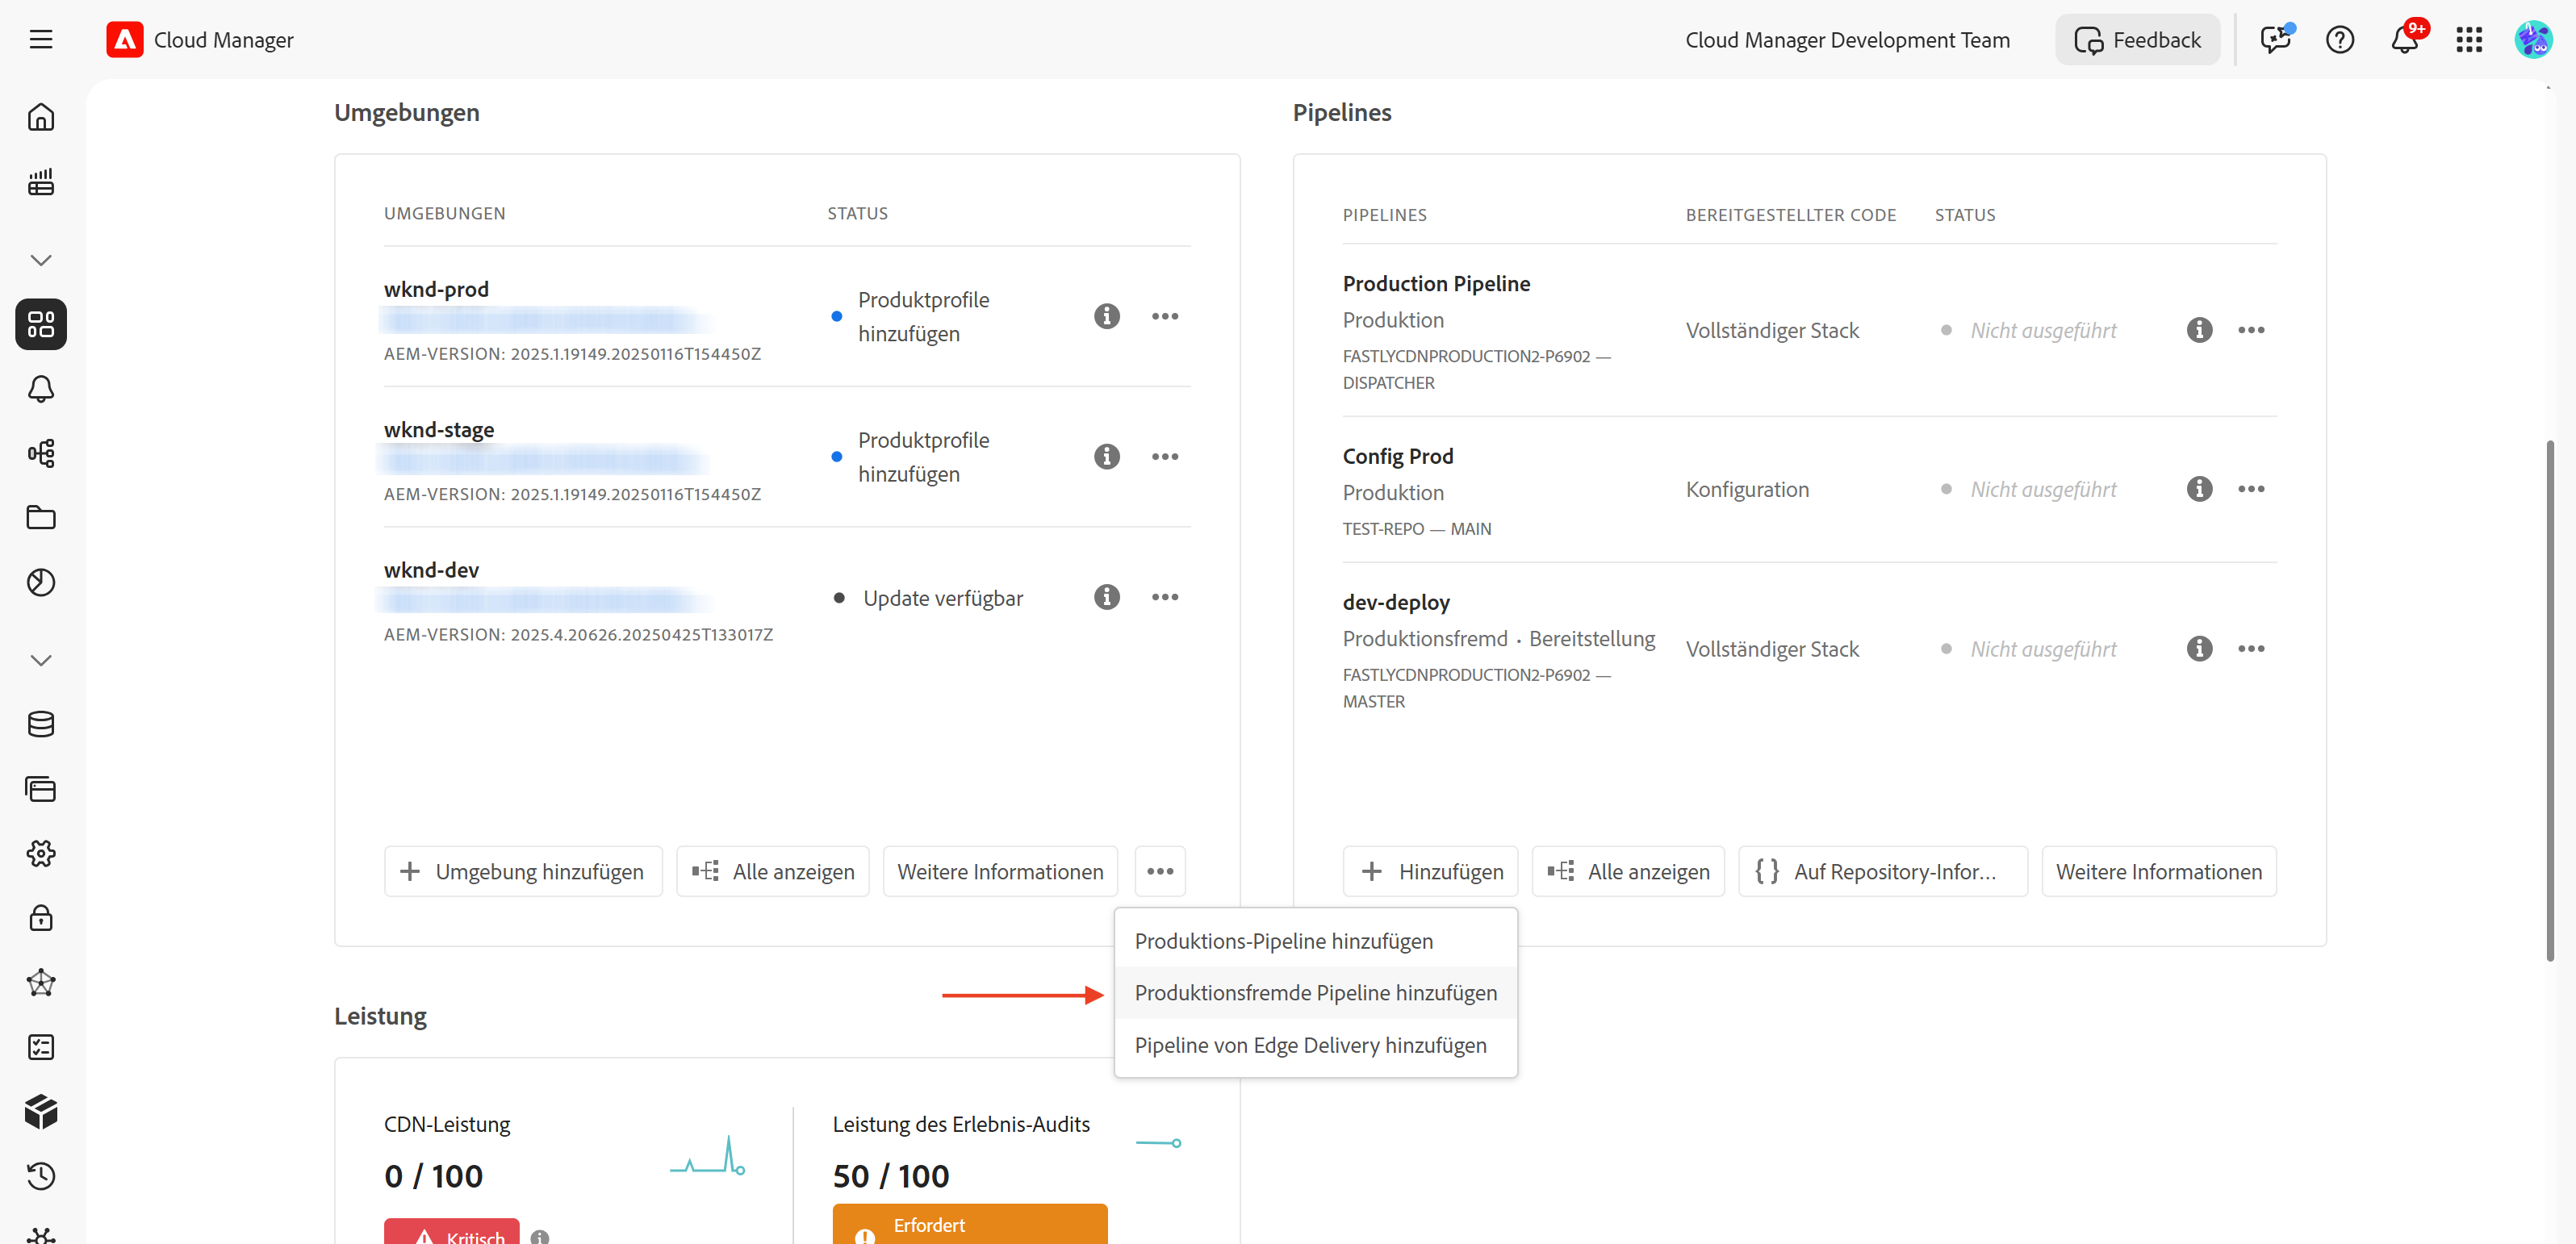 Cloud Manager
Cloud Manager Development Team
Feedback
9+
Umgebungen
UMGEBUNGEN
STATUS
wknd-prod
Produktprofile
hinzufügen
AEM-VERSION: 2025.1.19149.20250116T154450Z
wknd-stage
Produktprofile
hinzufügen
AEM-VERSION: 2025.1.19149.20250116T154450Z
wknd-dev
Update verfügbar
AEM-VERSION: 2025.4.20626.20250425T133017Z
Umgebung hinzufügen
Alle anzeigen
Weitere Informationen
Pipelines
PIPELINES
BEREITGESTELLTER CODE
STATUS
Production Pipeline
Produktion
FASTLYCDNPRODUCTION2-P6902 —
DISPATCHER
Vollständiger Stack
Nicht ausgeführt
Config Prod
Produktion
TEST-REPO — MAIN
Konfiguration
Nicht ausgeführt
dev-deploy
Produktionsfremd · Bereitstellung
FASTLYCDNPRODUCTION2-P6902 —
MASTER
Vollständiger Stack
Nicht ausgeführt
Hinzufügen
Alle anzeigen
Auf Repository-Infor...
Weitere Informationen
Produktions-Pipeline hinzufügen
Produktionsfremde Pipeline hinzufügen
Pipeline von Edge Delivery hinzufügen
Leistung
CDN-Leistung
0 / 100
Kritisch
Leistung des Erlebnis-Audits
50 / 100
Erfordert